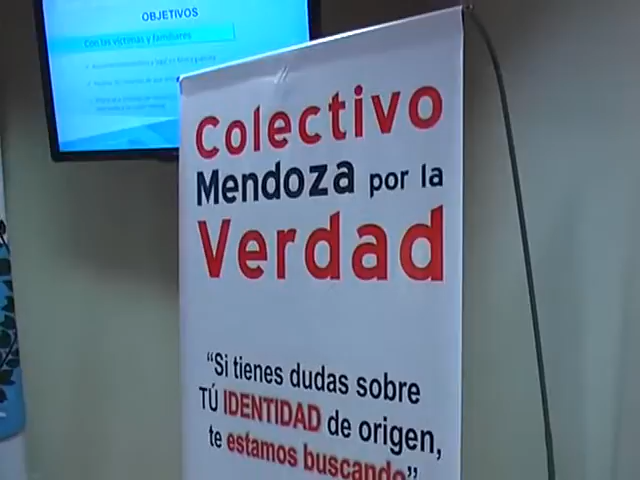 OBJETIVOS
Con las víctimas y familiares
Colectivo
Mendoza por la
Verdad
“Si tienes dudas sobre
TÚ IDENTIDAD de origen,
te estamos buscando”